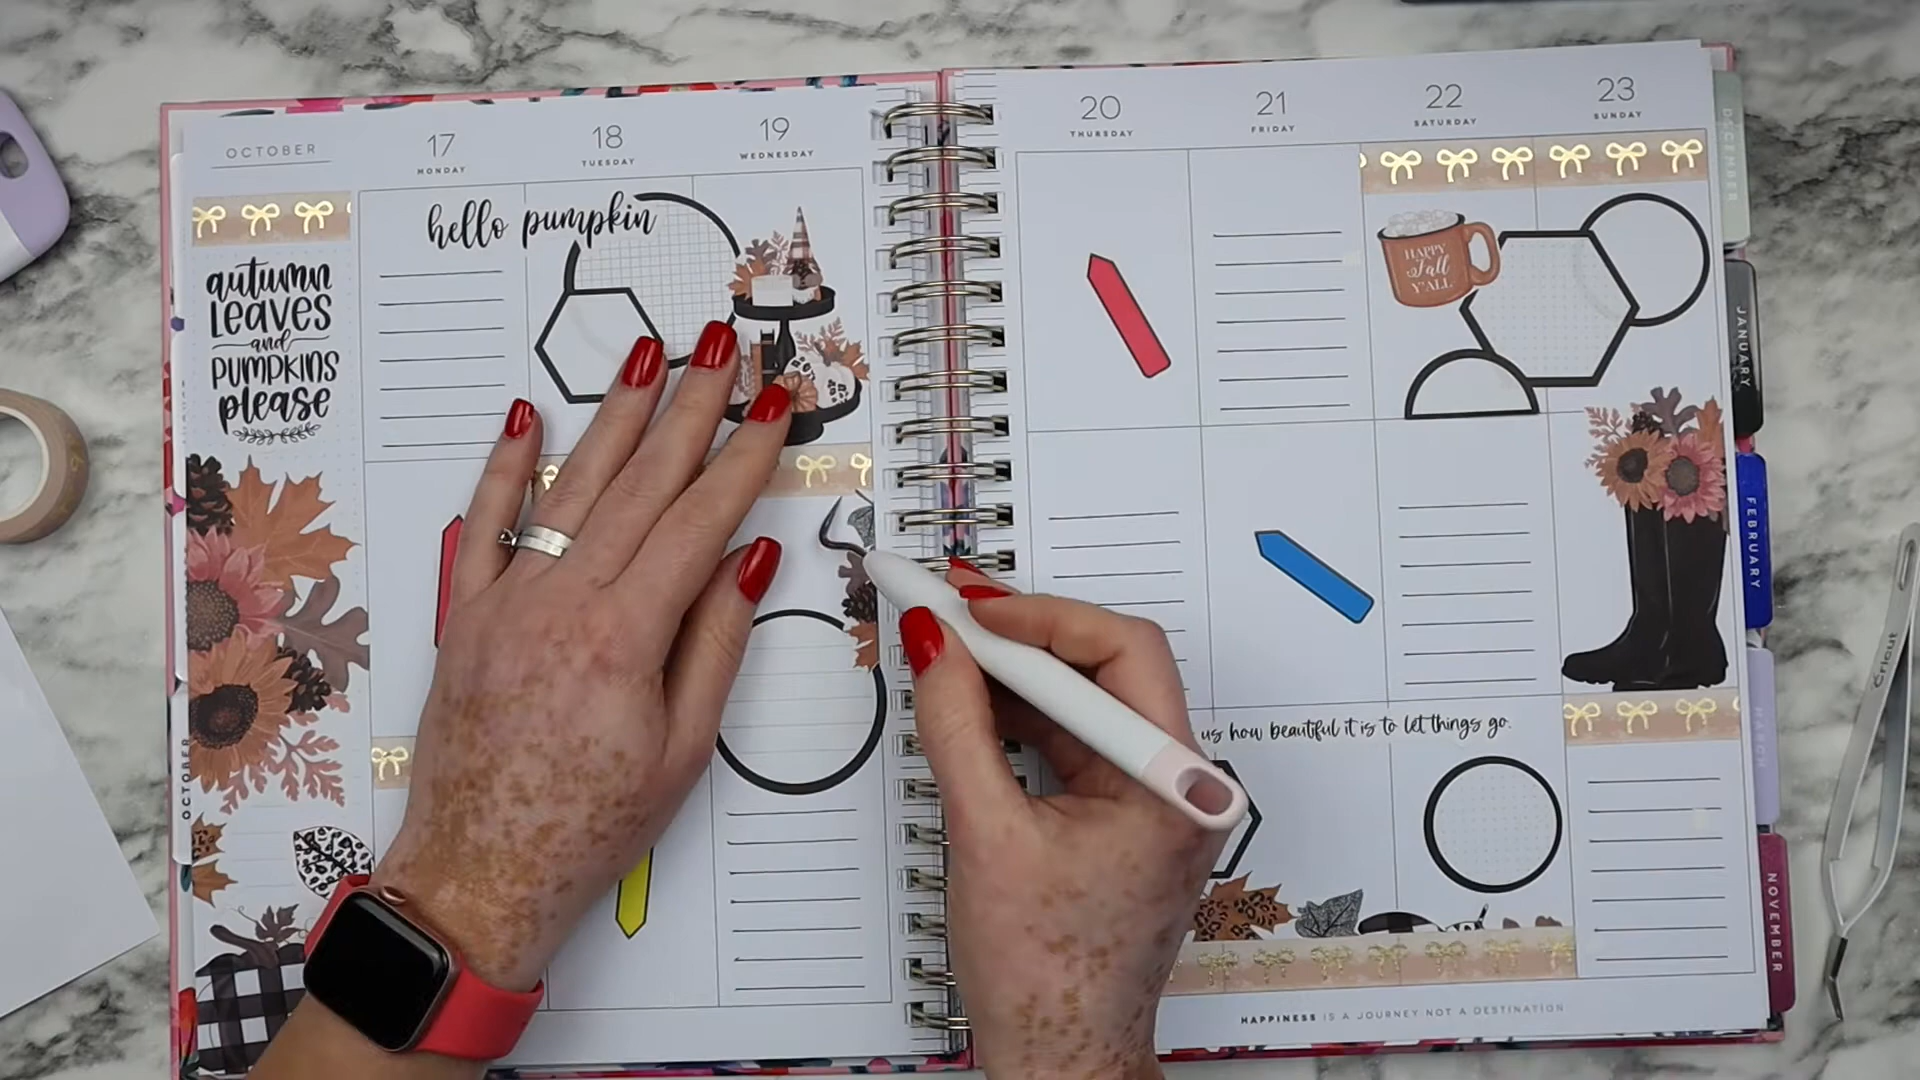 OCTOBER
17
MONDAY
18
TUESDAY
19
WEDNESDAY
20
THURSDAY
21
FRIDAY
22
SATURDAY
23
SUNDAY
hello pumpkin
autumn
LEAVES
and
PUMPKINS
please
HAPPY
Fall
Y'ALL
us how beautiful it is to let things go.
HAPPINESS IS A JOURNEY NOT A DESTINATION
OCTOBER
DECEMBER
JANUARY
FEBRUARY
MARCH
NOVEMBER
Cricut